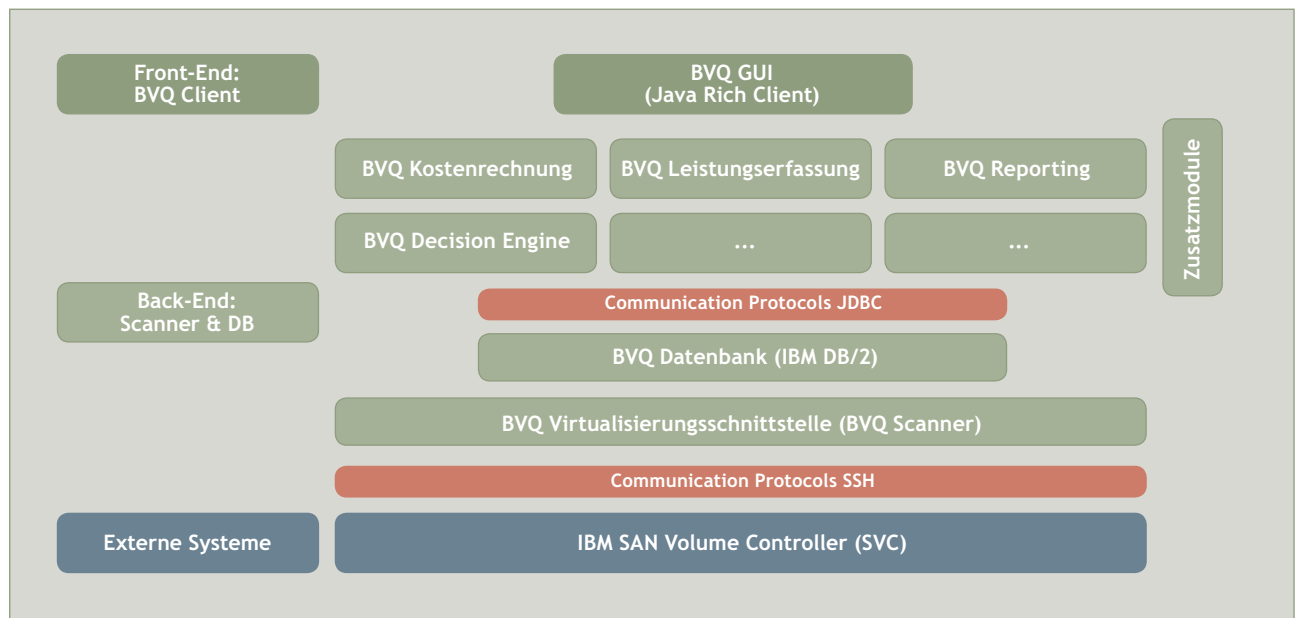 Front-End:
BVQ Client
BVQ GUI
(Java Rich Client)
BVQ Kostenrechnung
BVQ Leistungserfassung
BVQ Reporting
Zusatzmodule
BVQ Decision Engine
...
...
Back-End:
Scanner & DB
Communication Protocols JDBC
BVQ Datenbank (IBM DB/2)
BVQ Virtualisierungsschnittstelle (BVQ Scanner)
Communication Protocols SSH
Externe Systeme
IBM SAN Volume Controller (SVC)